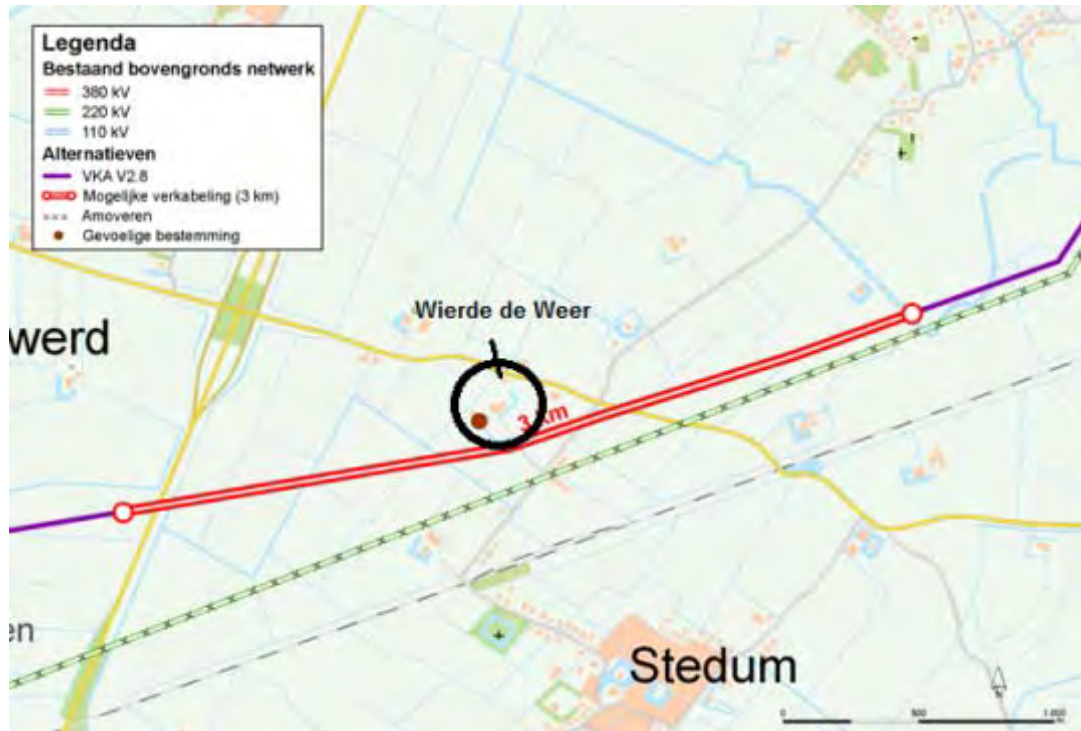 Legenda
Bestaand bovengronds netwerk
380 kV
220 kV
110 kV
Alternatieven
VKA V2.8
Mogelijke verkabeling (3 km)
Amoveren
Gevoelige bestemming
Wierde de Weer
werd
3 km
en
Stedum
0 500 1.000